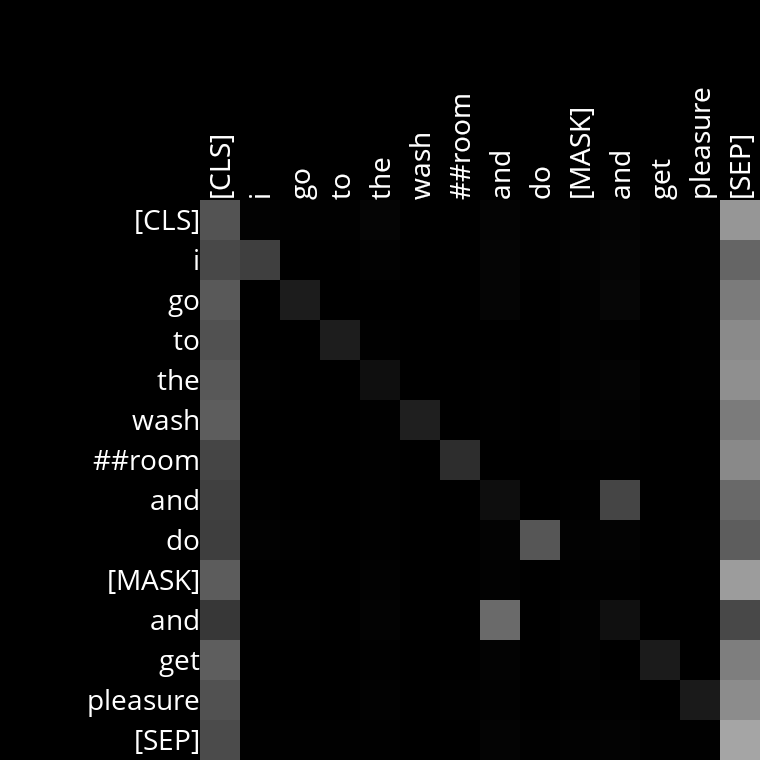 [CLS] i go to the wash ##room and do [MASK] and get pleasure [SEP]
[CLS]
i
go
to
the
wash
##room
and
do
[MASK]
and
get
pleasure
[SEP]